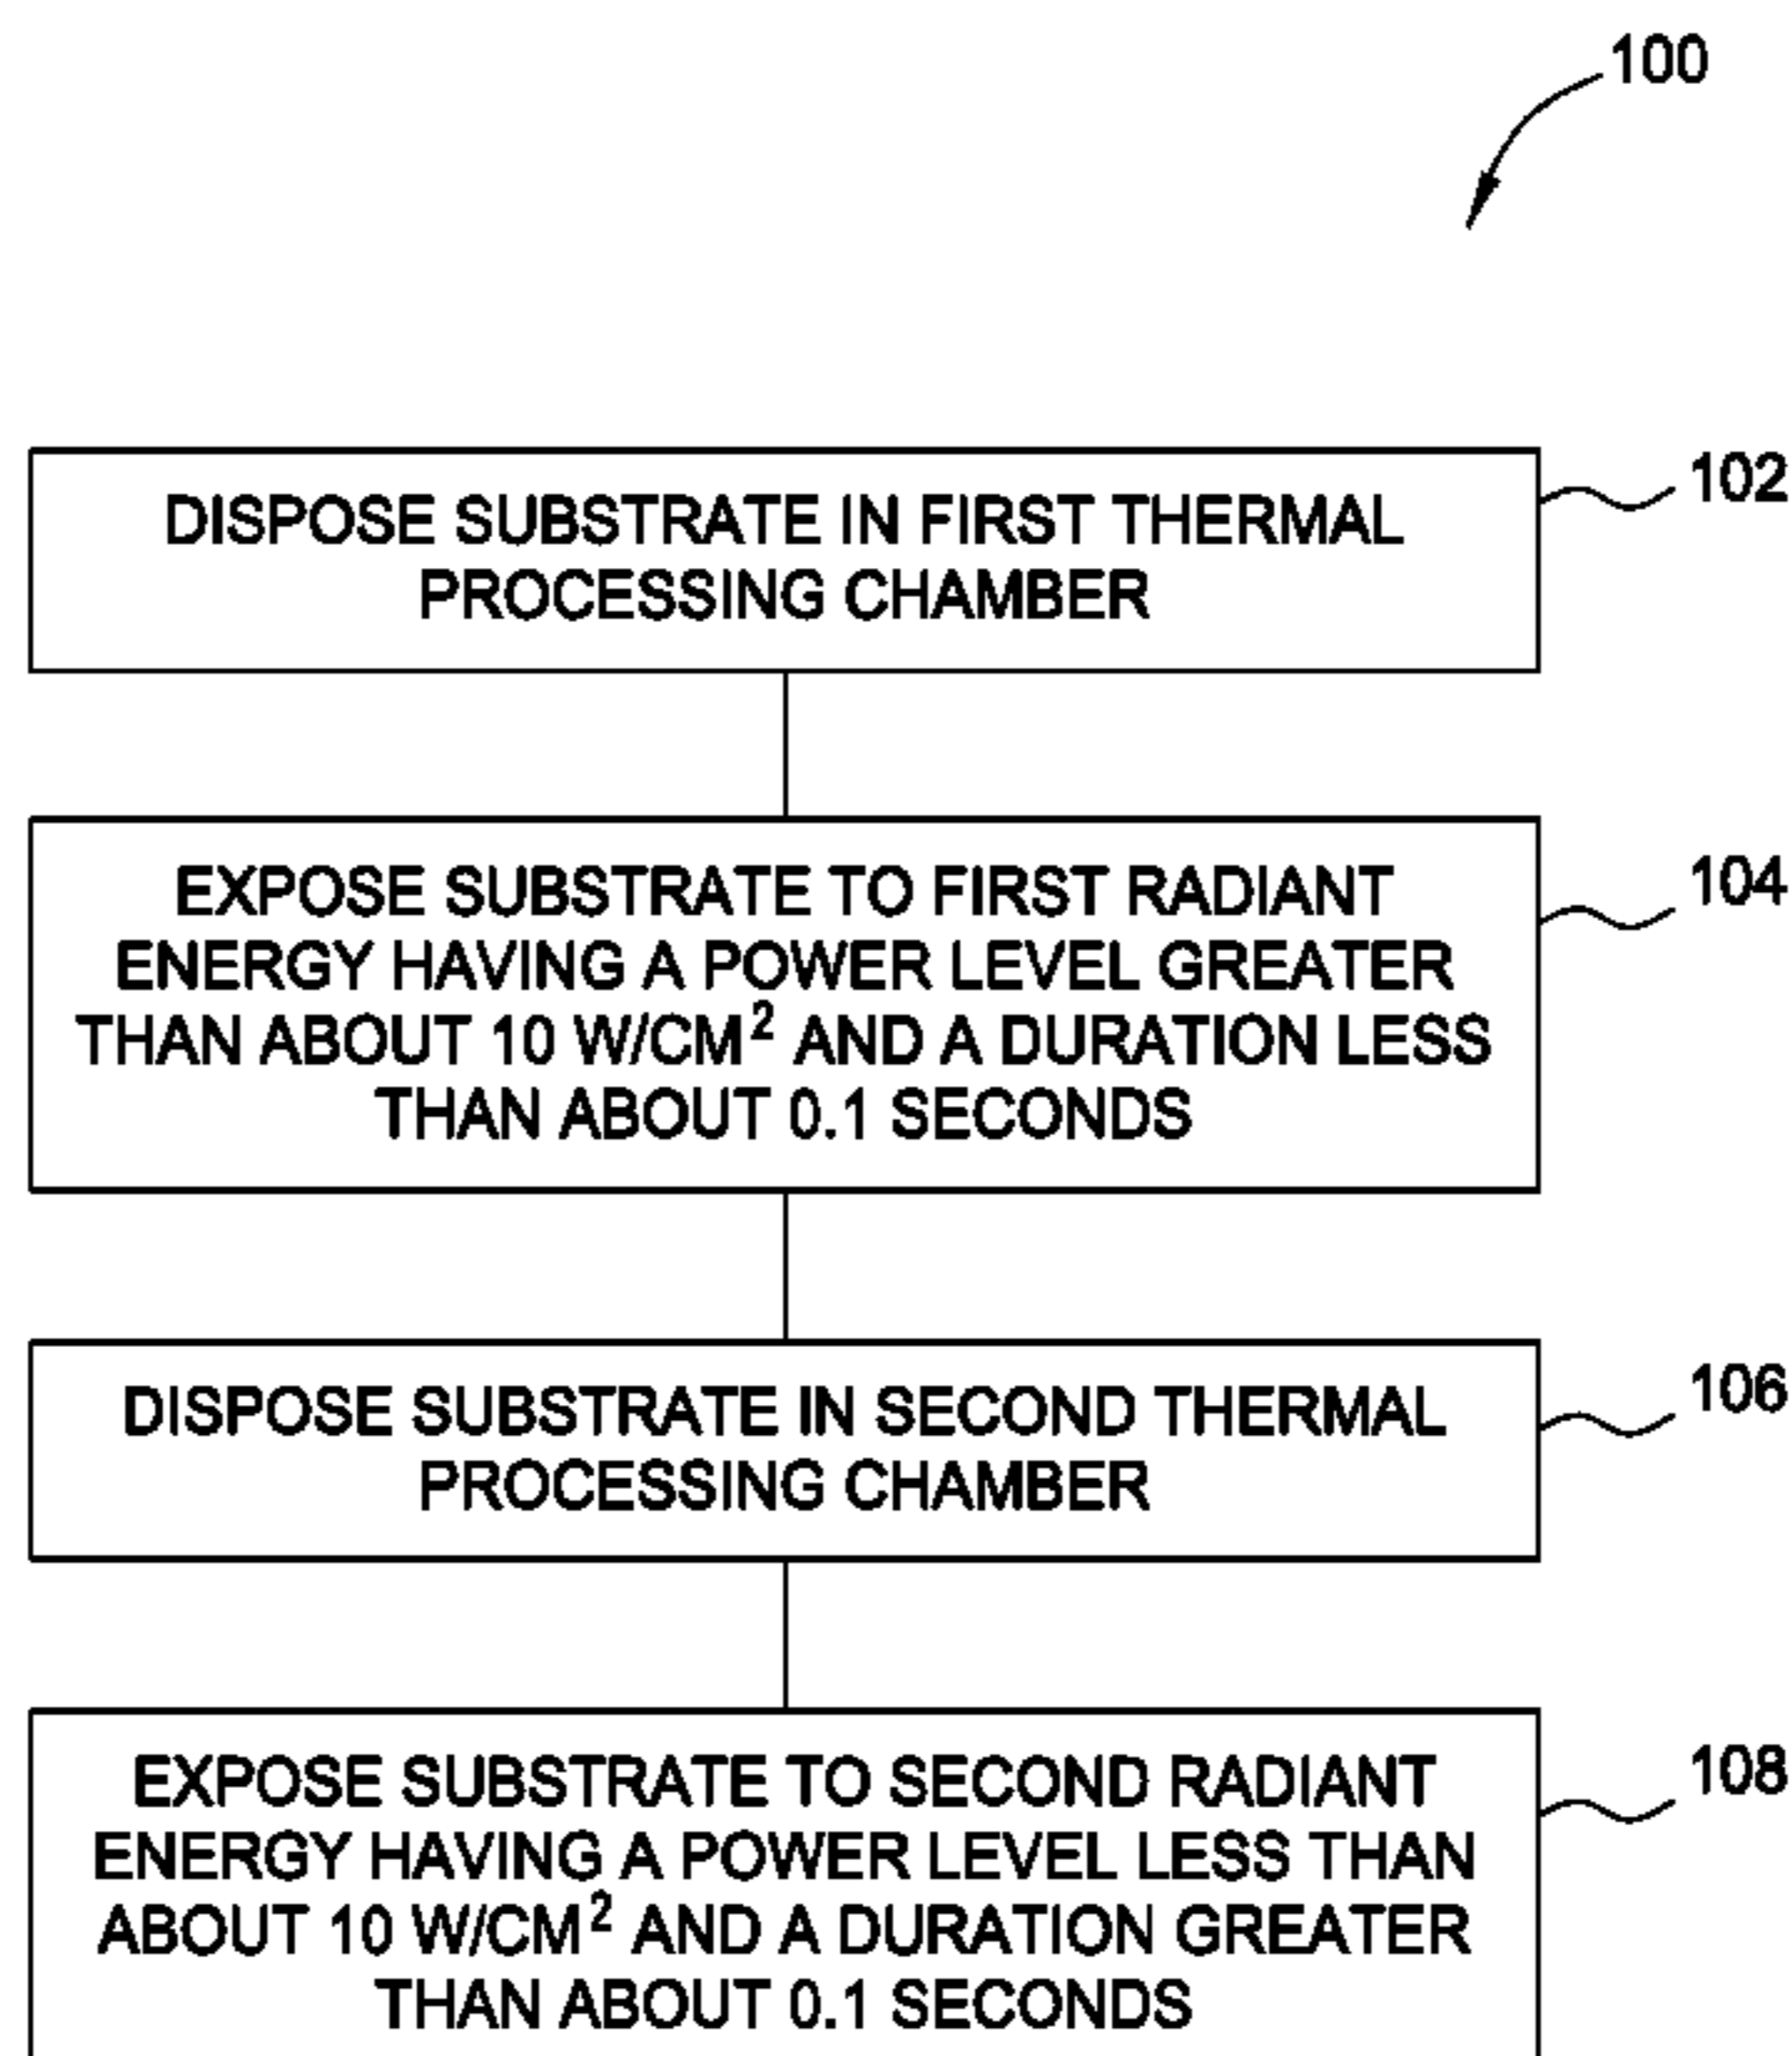 100
DISPOSE SUBSTRATE IN FIRST THERMAL
PROCESSING CHAMBER
102
EXPOSE SUBSTRATE TO FIRST RADIANT
ENERGY HAVING A POWER LEVEL GREATER
THAN ABOUT 10 W/CM² AND A DURATION LESS
THAN ABOUT 0.1 SECONDS
104
DISPOSE SUBSTRATE IN SECOND THERMAL
PROCESSING CHAMBER
106
EXPOSE SUBSTRATE TO SECOND RADIANT
ENERGY HAVING A POWER LEVEL LESS THAN
ABOUT 10 W/CM² AND A DURATION GREATER
THAN ABOUT 0.1 SECONDS
108